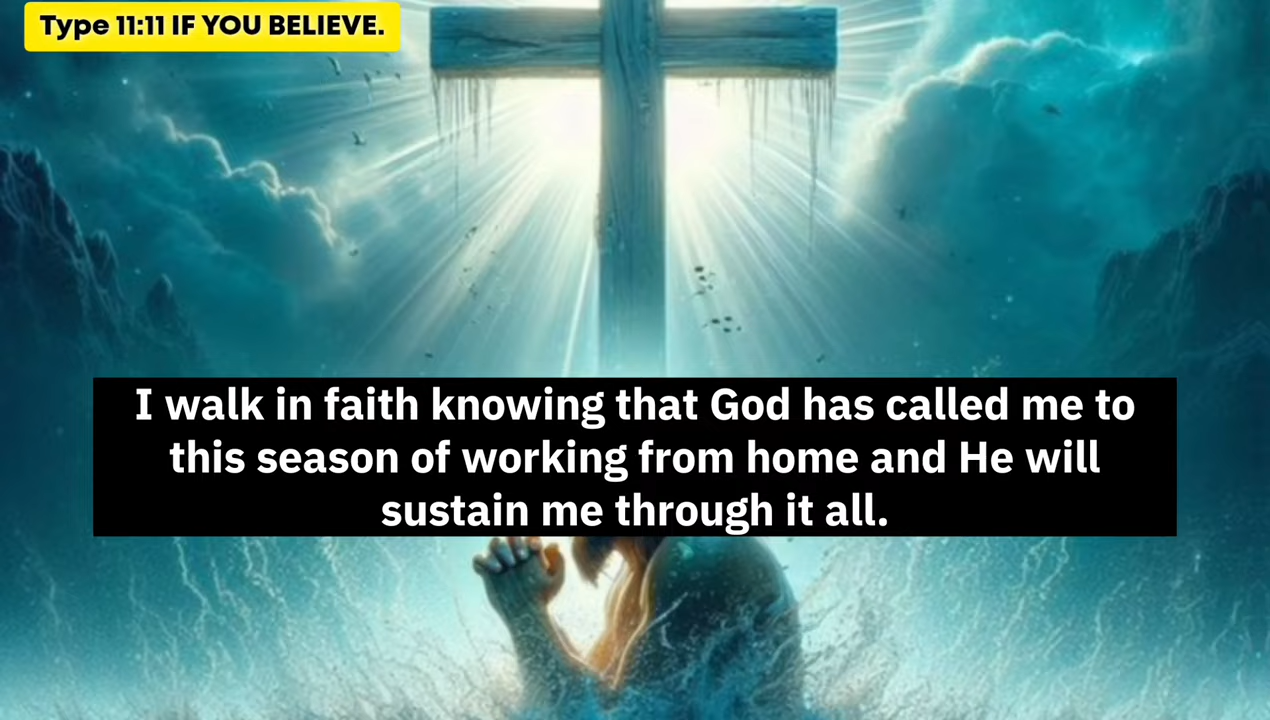 Type 11:11 IF YOU BELIEVE.
I walk in faith knowing that God has called me to
this season of working from home and He will
sustain me through it all.